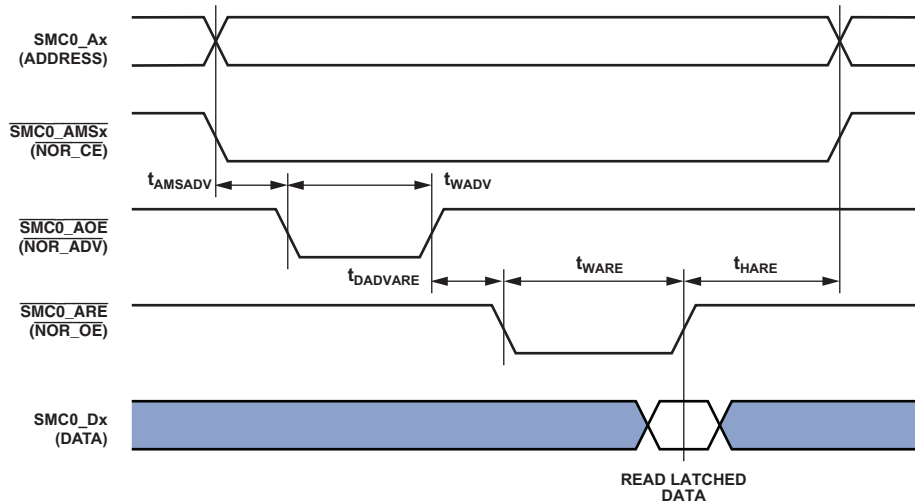 SMC0_Ax
(ADDRESS)
SMC0_AMSx
(NOR_CE)
tAMSADV
tWADV
SMC0_AOE
(NOR_ADV)
tDADVARE
tWARE
tHARE
SMC0_ARE
(NOR_OE)
SMC0_Dx
(DATA)
READ LATCHED
DATA